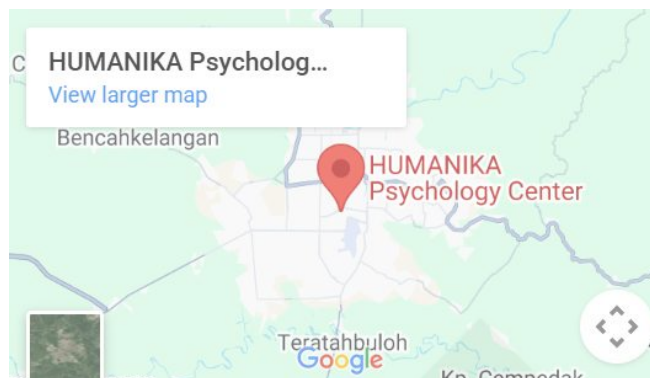 HUMANIKA Psycholog...
View larger map
C
Bencahkelangan
HUMANIKA
Psychology Center
Teratahbuloh
Google